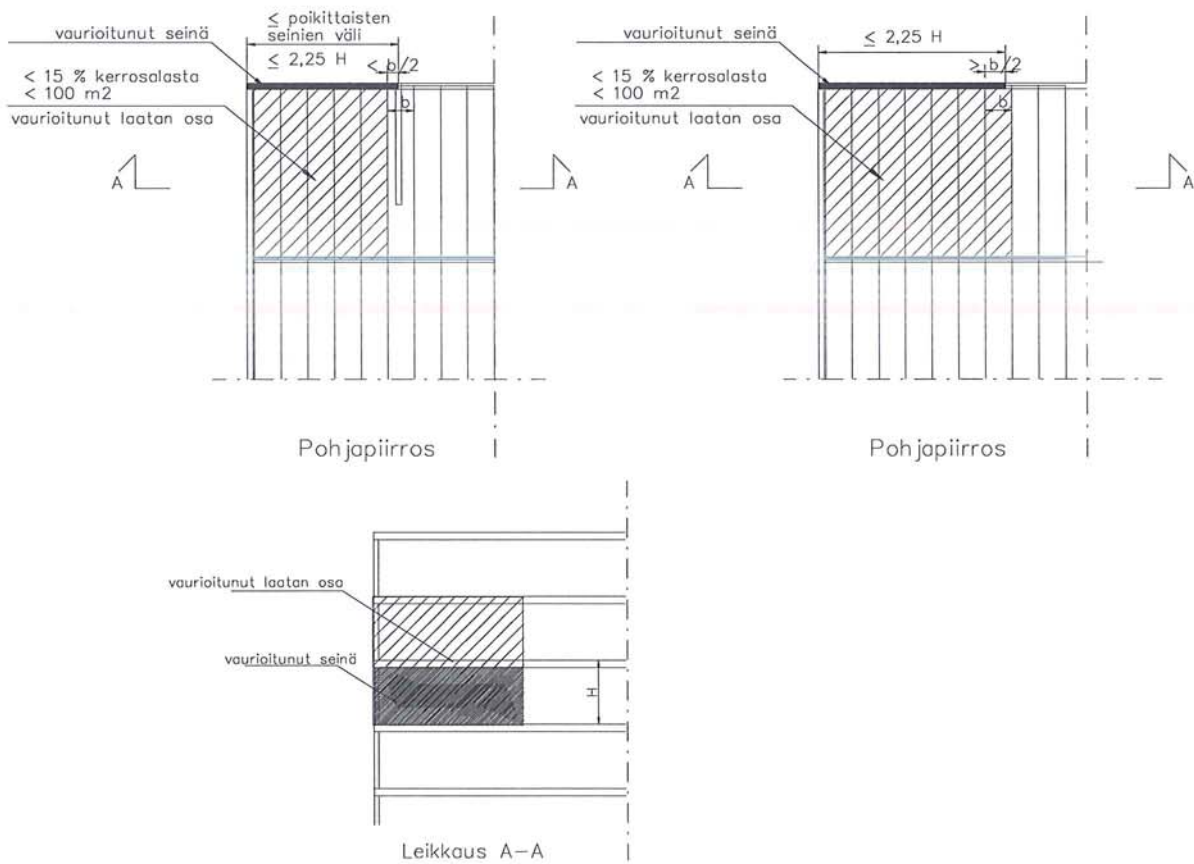 ≤ poikittaisten
seinien väli
≤ 2,25 H
vaurioitunut seinä
< b/2
< 15 % kerrosalasta
< 100 m2
vaurioitunut laatan osa
b
A
A
Pohjapiirros
≤ 2,25 H
vaurioitunut seinä
> b/2
< 15 % kerrosalasta
< 100 m2
vaurioitunut laatan osa
b
A
A
Pohjapiirros
vaurioitunut laatan osa
vaurioitunut seinä
H
Leikkaus A-A